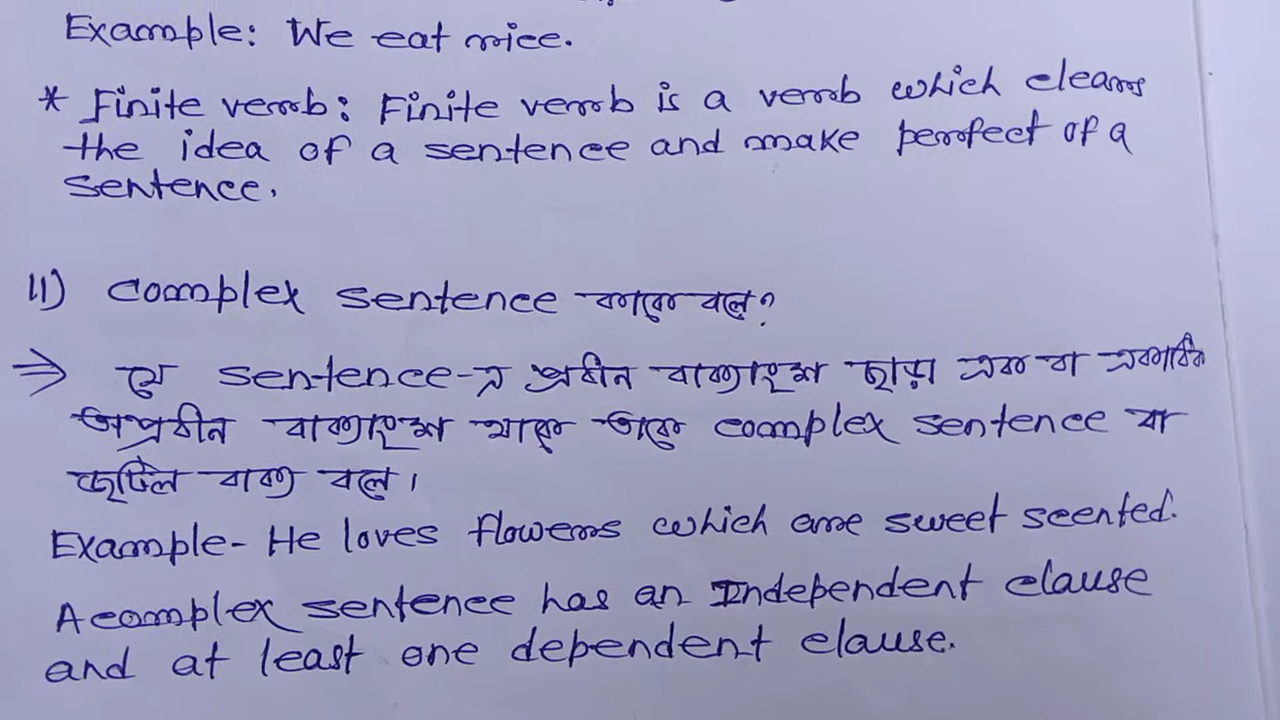 Example: We eat rice.
* Finite verb: Finite verb is a verb which clears
the idea of a sentence and make perfect of a
sentence.
11) Complex sentence কাকে বলে?
⇒ যে sentence-এ প্রধীন বাক্যাংশ ছাড়া এক বা একাধিক
অপ্রধীন বাক্যাংশ থাকে তাকে complex sentence বা
জটিল বাক্য বলে।
Example- He loves flowers which are sweet scented.
A complex sentence has an Independent clause
and at least one dependent clause.